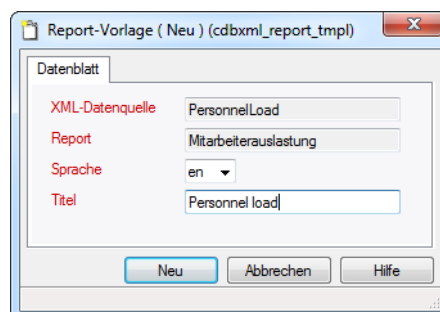 Report-Vorlage ( Neu ) (cdbxml_report_tmpl)
Datenblatt
XML-Datenquelle PersonnelLoad
Report Mitarbeiterauslastung
Sprache en
Titel Personnel load
Neu Abbrechen Hilfe